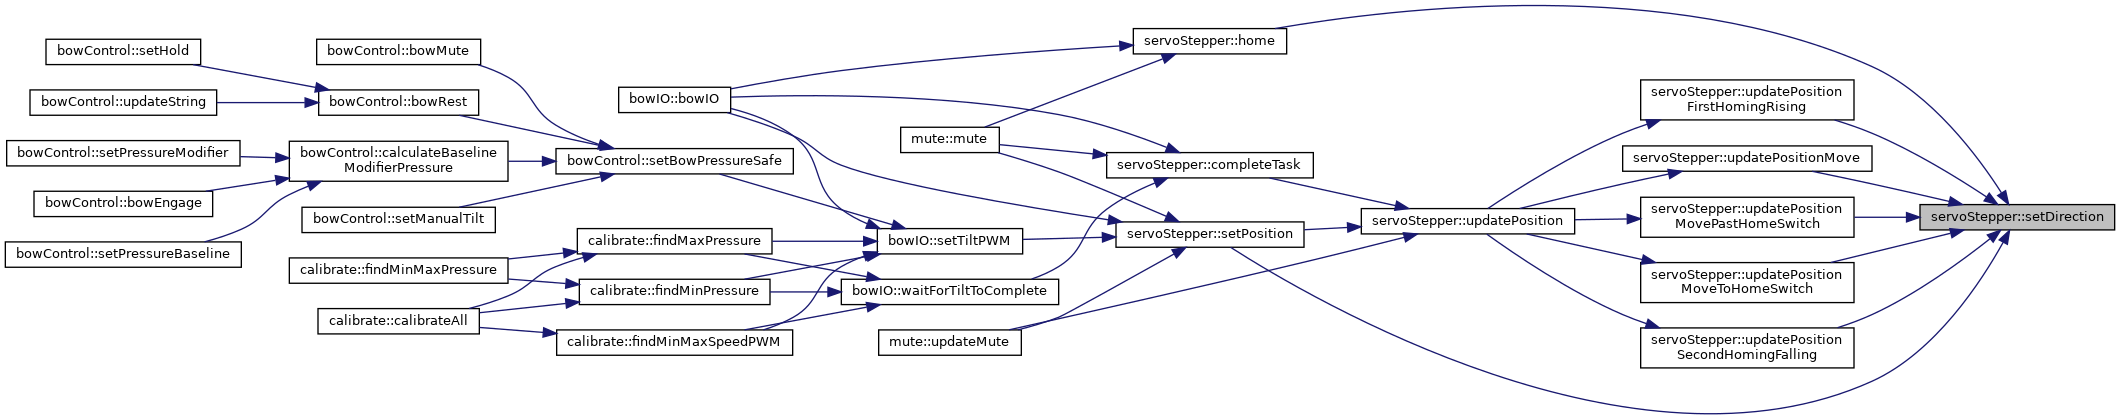 bowControl::setHold
bowControl::updateString
bowControl::setPressureModifier
bowControl::bowEngage
bowControl::setPressureBaseline
bowControl::bowMute
bowControl::bowRest
bowControl::calculateBaseline
ModifierPressure
bowControl::setManualTilt
calibrate::findMinMaxPressure
calibrate::calibrateAll
bowIO::bowIO
bowControl::setBowPressureSafe
calibrate::findMaxPressure
calibrate::findMinPressure
calibrate::findMinMaxSpeedPWM
mute::mute
bowIO::setTiltPWM
bowIO::waitForTiltToComplete
mute::updateMute
servoStepper::home
servoStepper::completeTask
servoStepper::setPosition
servoStepper::updatePosition
servoStepper::updatePosition
FirstHomingRising
servoStepper::updatePositionMove
servoStepper::updatePosition
MovePastHomeSwitch
servoStepper::updatePosition
MoveToHomeSwitch
servoStepper::updatePosition
SecondHomingFalling
servoStepper::setDirection